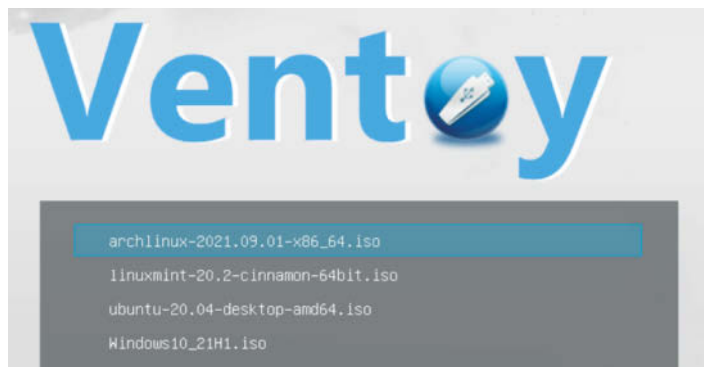 Ventoy
archlinux-2021.09.01-x86_64.iso
linuxmint-20.2-cinnamon-64bit.iso
ubuntu-20.04-desktop-amd64.iso
Windows10_21H1.iso